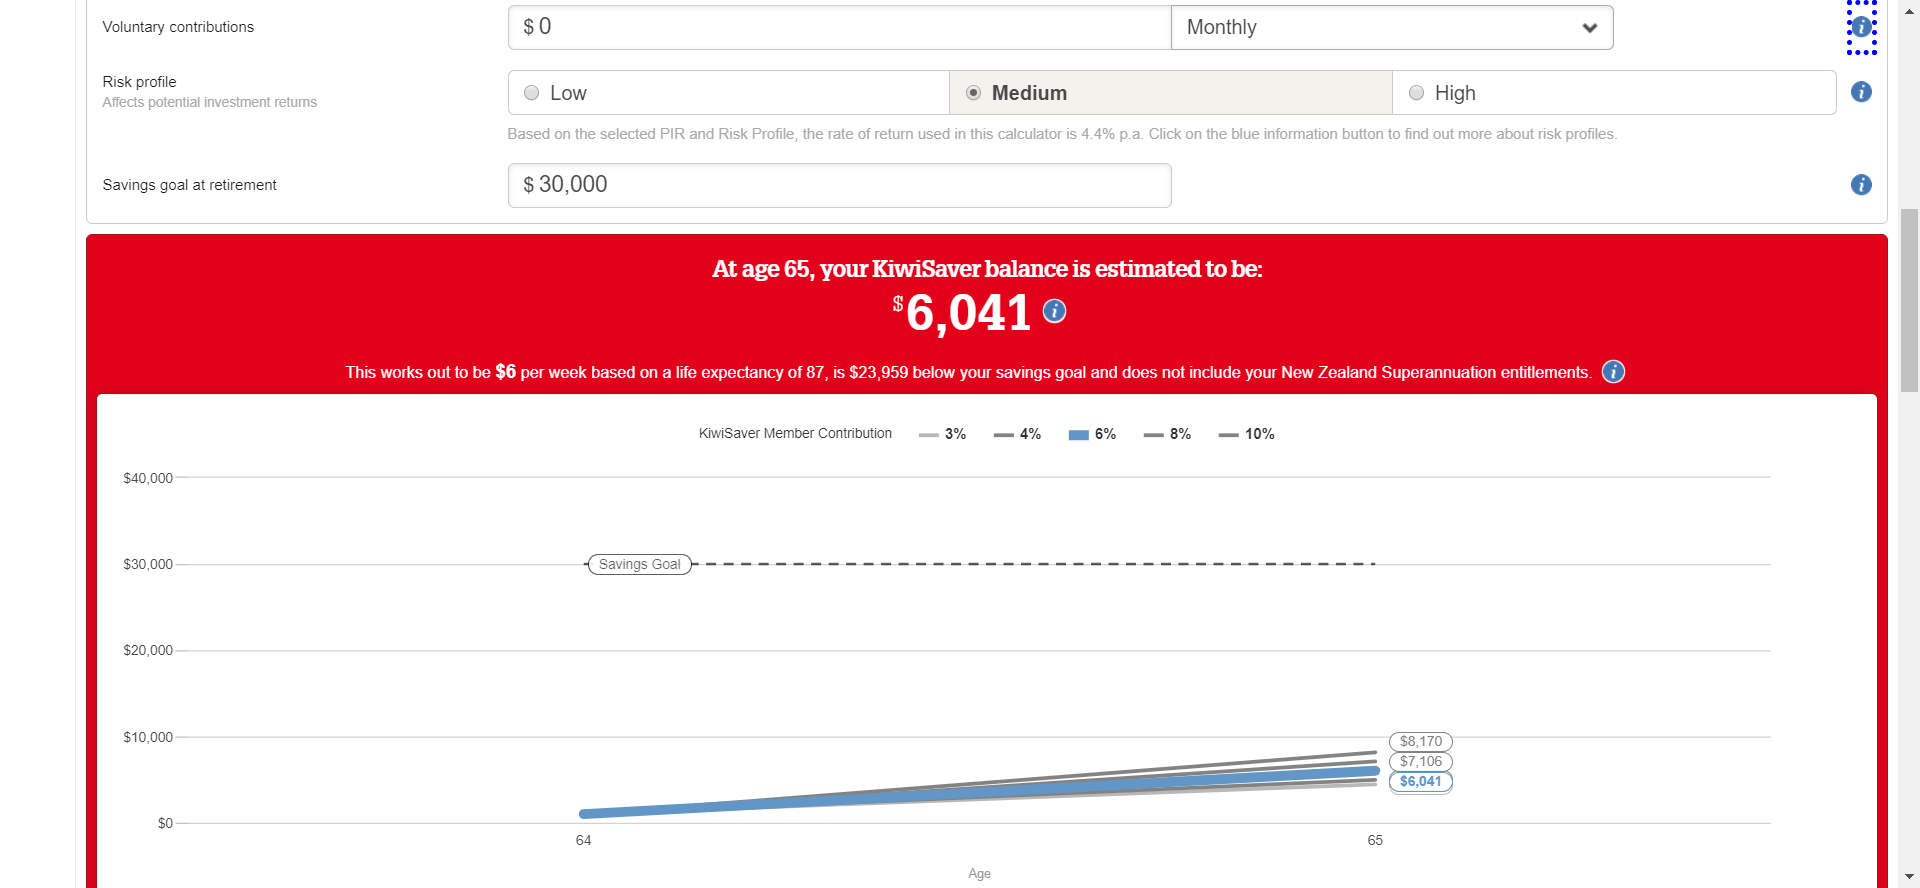 Voluntary contributions
$ 0
Monthly
Risk profile
Affects potential investment returns
Low
Medium
High
Based on the selected PIR and Risk Profile, the rate of return used in this calculator is 4.4% p.a. Click on the blue information button to find out more about risk profiles.
Savings goal at retirement
$ 30,000
At age 65, your KiwiSaver balance is estimated to be:
$6,041
This works out to be $6 per week based on a life expectancy of 87, is $23,959 below your savings goal and does not include your New Zealand Superannuation entitlements.
KiwiSaver Member Contribution 3% 4% 6% 8% 10%
$40,000
$30,000
Savings Goal
$20,000
$10,000
$8,170
$7,106
$6,041
$0
64 65
Age